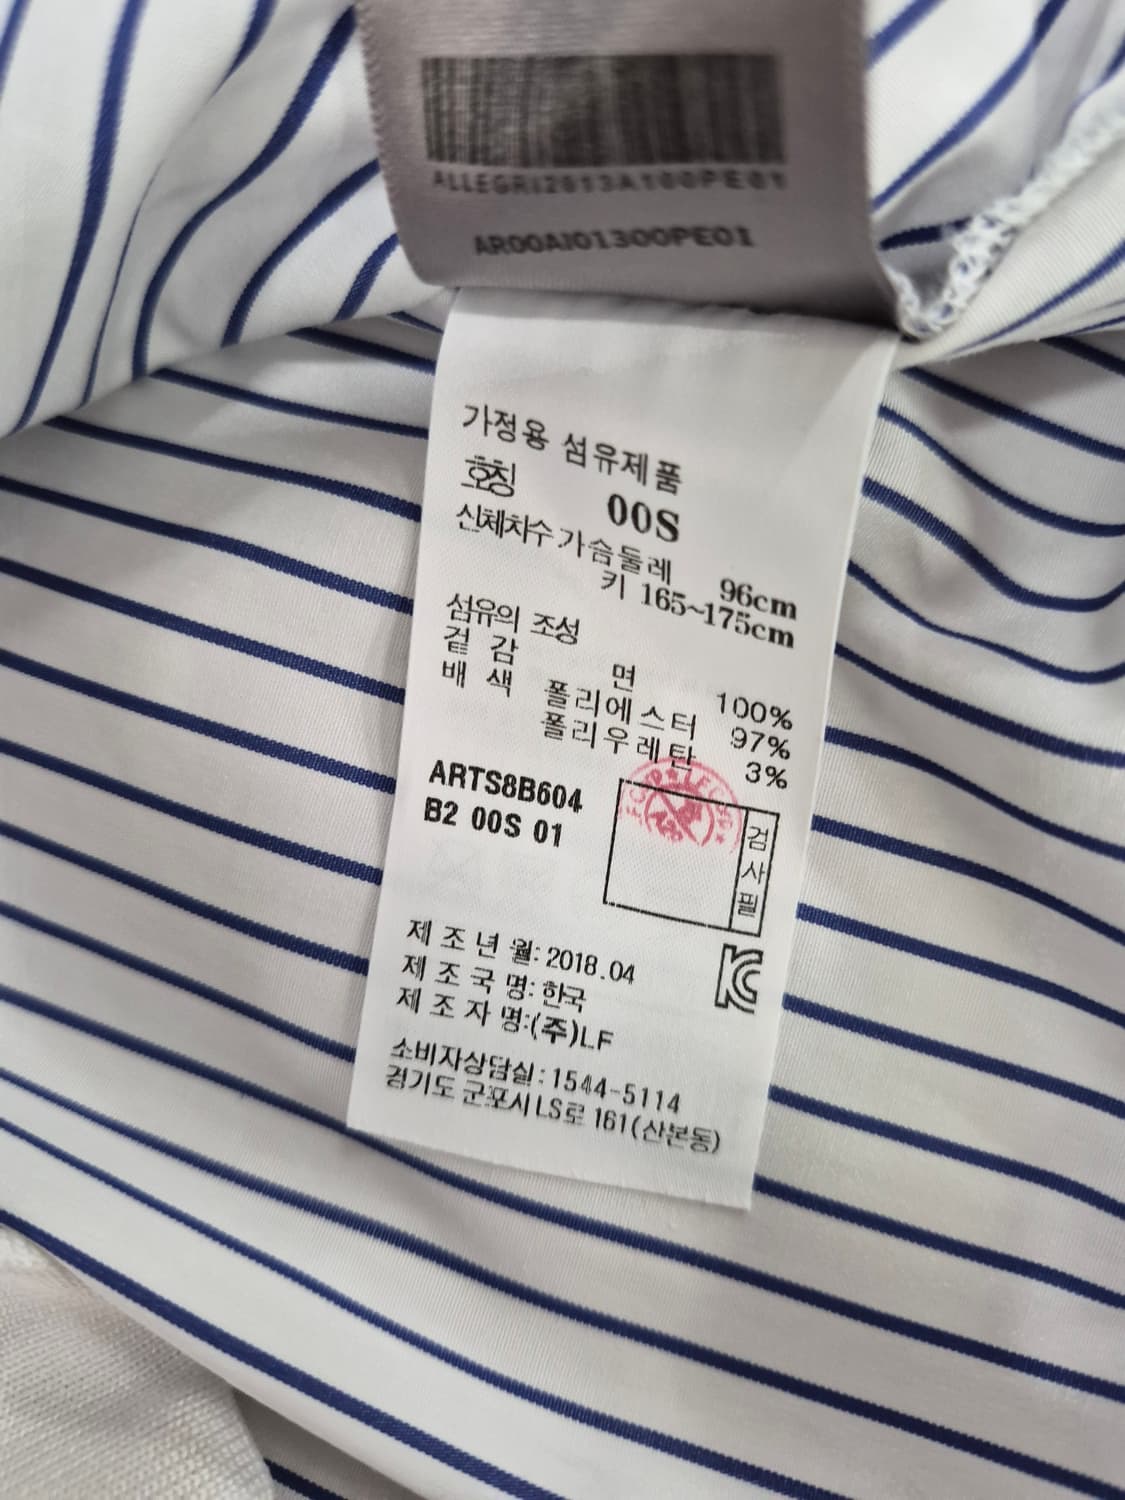 ALLEGRI2013A100PE01
AR00AI01300PE01
가정용 섬유제품
호칭 00S
신체치수 가슴둘레 96cm
키 165~175cm
섬유의 조성
겉 감 면 100%
배 색 폴리에스터 97%
폴리우레탄 3%
ARTS8B604
B2 00S 01
검사필
제 조 년 월: 2018.04
제 조 국 명: 한국
제 조 자 명:(주)LF
소비자상담실:1544-5114
경기도 군포시 LS로 161(산본동)